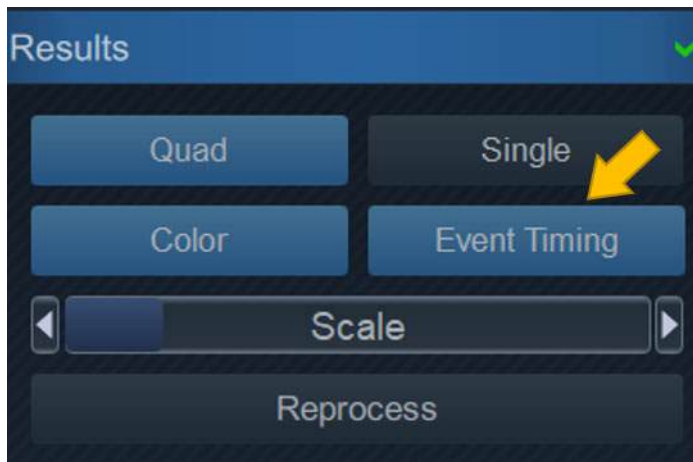 Results
Quad Single
Color Event Timing
Scale
Reprocess